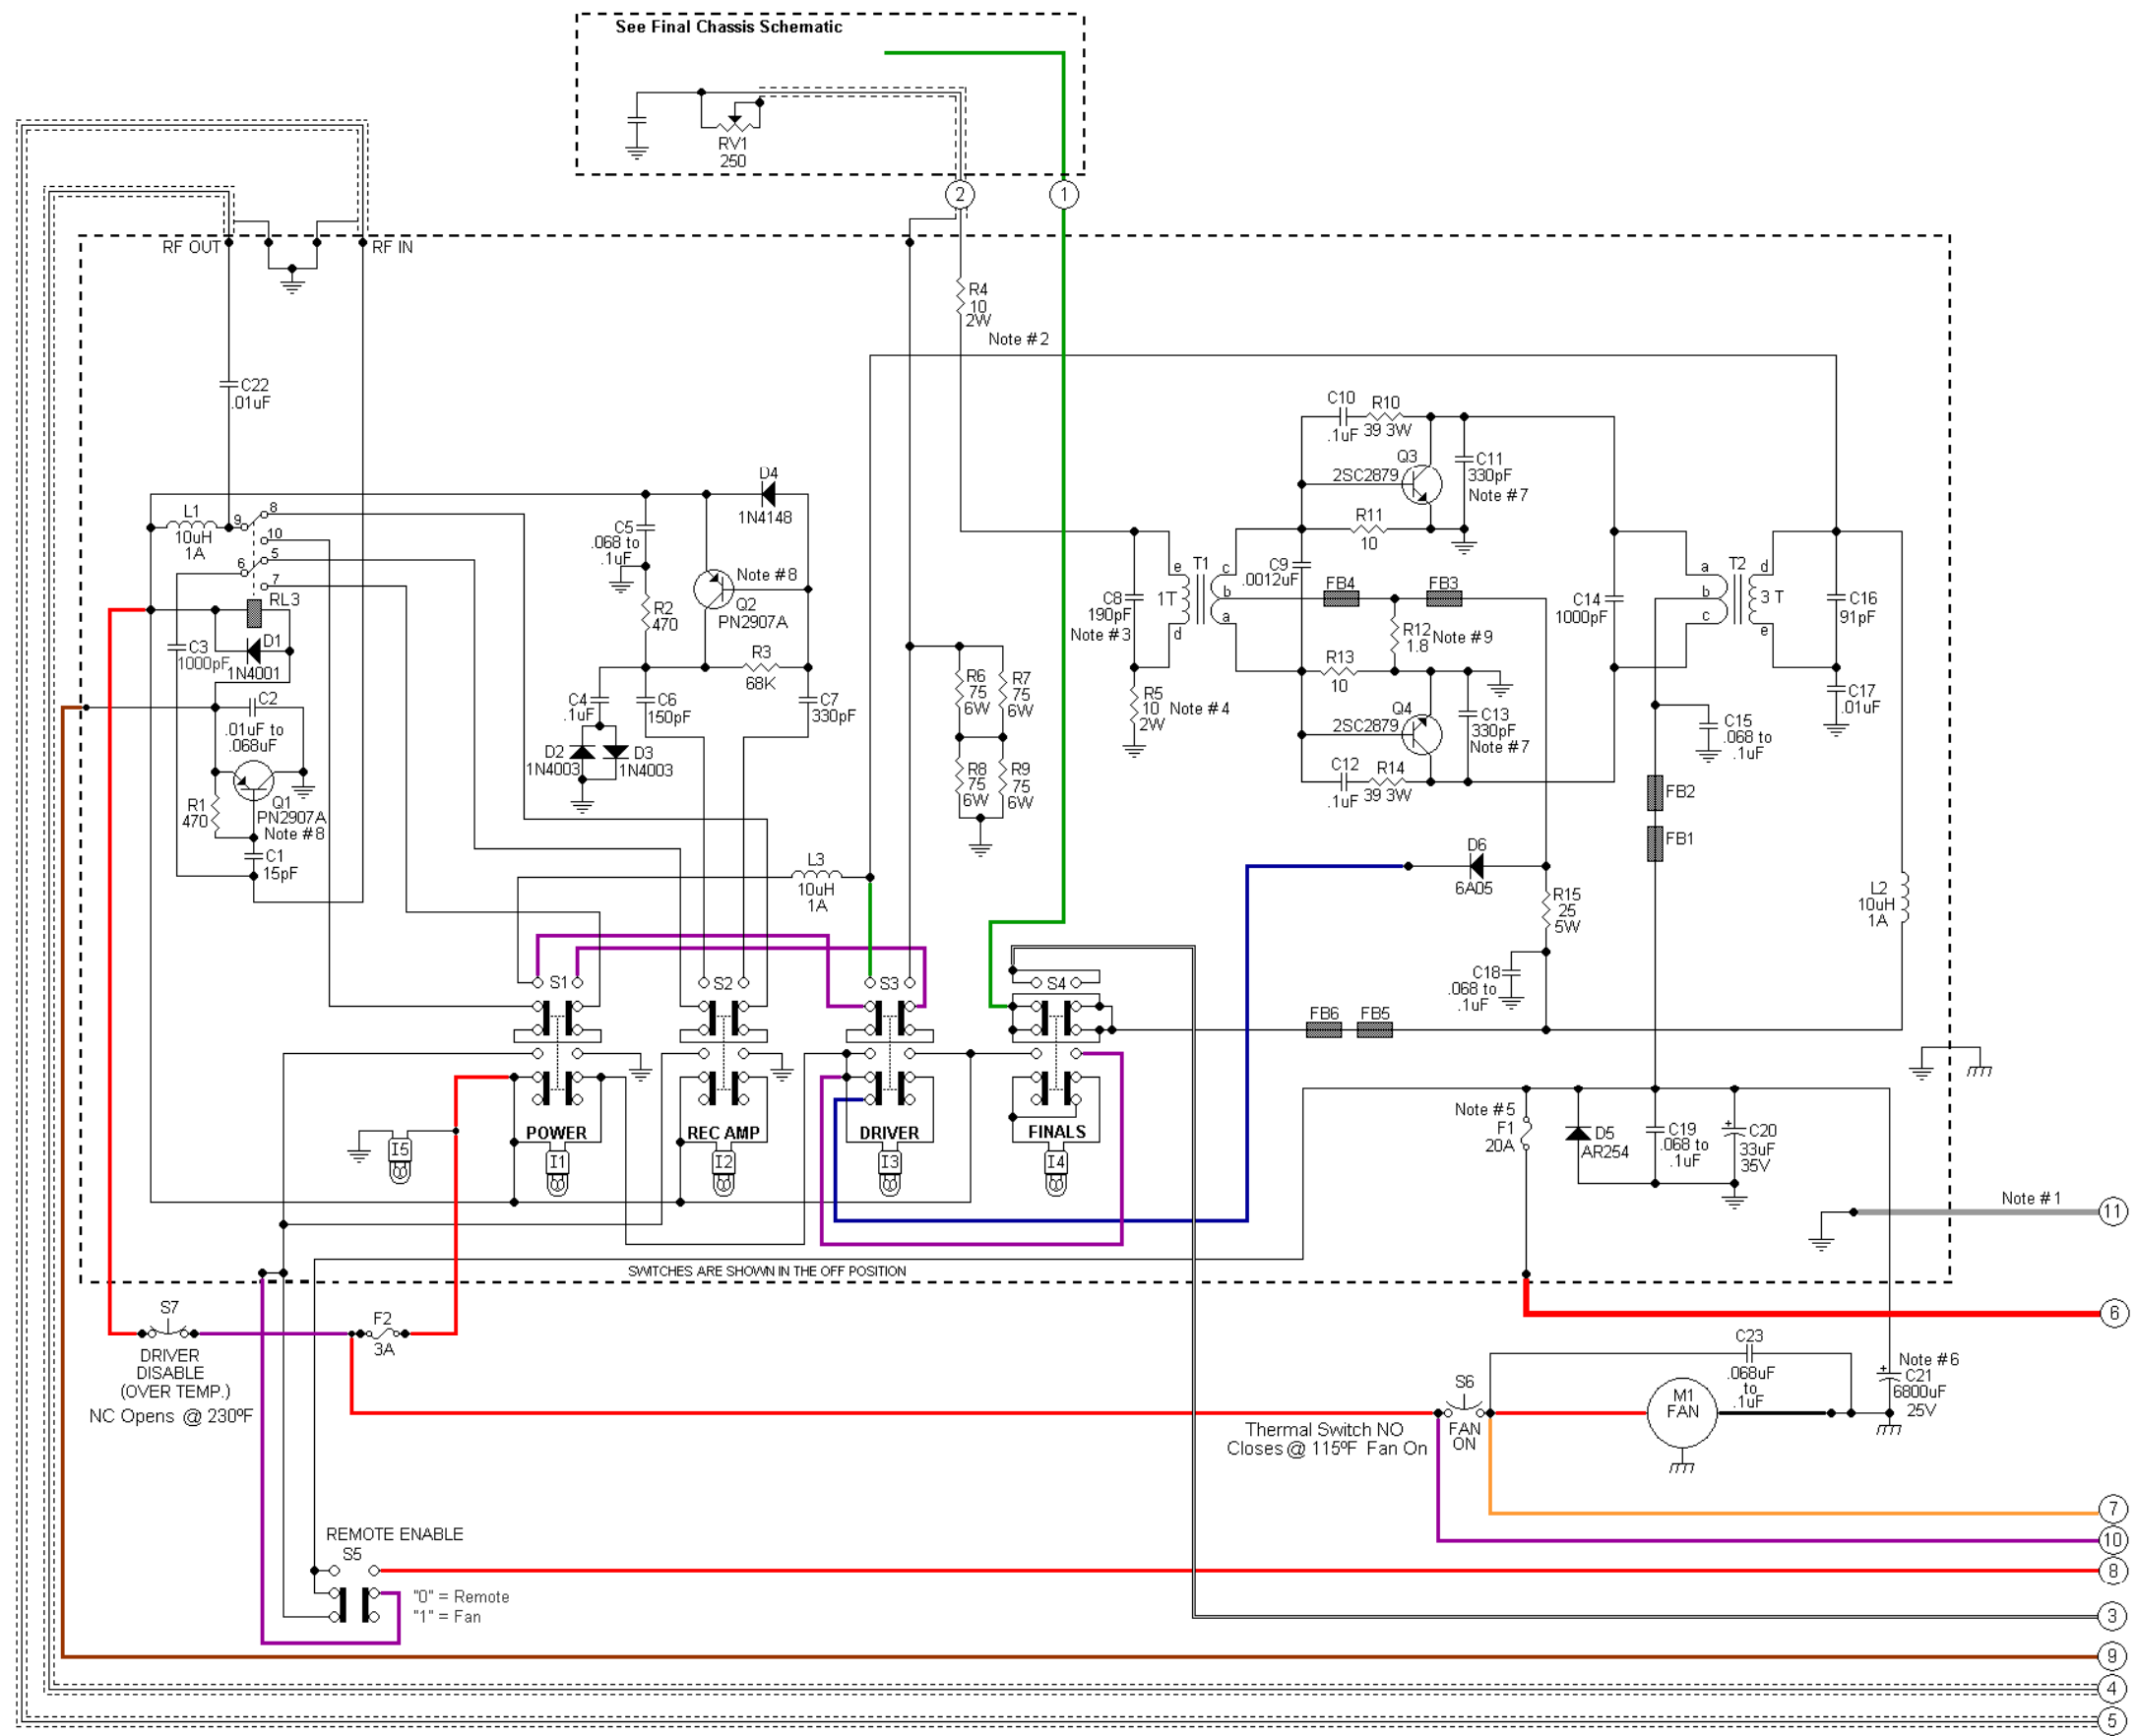 See Final Chassis Schematic
RV1
250
2
1
RF OUT
RF IN
R4
10
2W
Note #2
C22
.01uF
C10
R10
.1uF
39 3W
Q3
2SC2879
C11
330pF
Note #7
R11
10
D4
1N4148
L1
10uH
1A
9
8
10
5
6
7
RL3
C5
.068 to
.1uF
Note #8
Q2
PN2907A
R2
470
C3
1000pF
D1
1N4001
R3
68K
C2
.01uF to
.068uF
C4
.1uF
C6
150pF
C7
330pF
D2
1N4003
D3
1N4003
R1
470
Q1
PN2907A
Note #8
C1
15pF
R6
75
6W
R7
75
6W
R8
75
6W
R9
75
6W
C8
190pF
Note #3
e
T1
c
1T
b
d
a
R5
10
2W
Note #4
C9
.0012uF
FB4
FB3
R12
1.8
Note #9
R13
10
Q4
2SC2879
C13
330pF
Note #7
C12
R14
.1uF
39 3W
C14
1000pF
a
T2
d
b
3 T
c
e
C16
91pF
C17
.01uF
C15
.068 to
.1uF
FB2
FB1
D6
6A05
R15
25
5W
L2
10uH
1A
L3
10uH
1A
C18
.068 to
.1uF
FB6
FB5
S1
S2
S3
S4
POWER
REC AMP
DRIVER
FINALS
I5
I1
I2
I3
I4
Note #5
F1
20A
D5
AR254
C19
.068 to
.1uF
+
C20
33uF
35V
Note #1
11
SWITCHES ARE SHOWN IN THE OFF POSITION
S7
F2
3A
DRIVER
DISABLE
(OVER TEMP.)
NC Opens @ 230ºF
6
C23
.068uF
to
.1uF
Note #6
+
C21
6800uF
25V
S6
FAN
ON
M1
FAN
Thermal Switch NO
Closes @ 115ºF Fan On
7
10
8
REMOTE ENABLE
S5
"0" = Remote
"1" = Fan
3
9
4
5